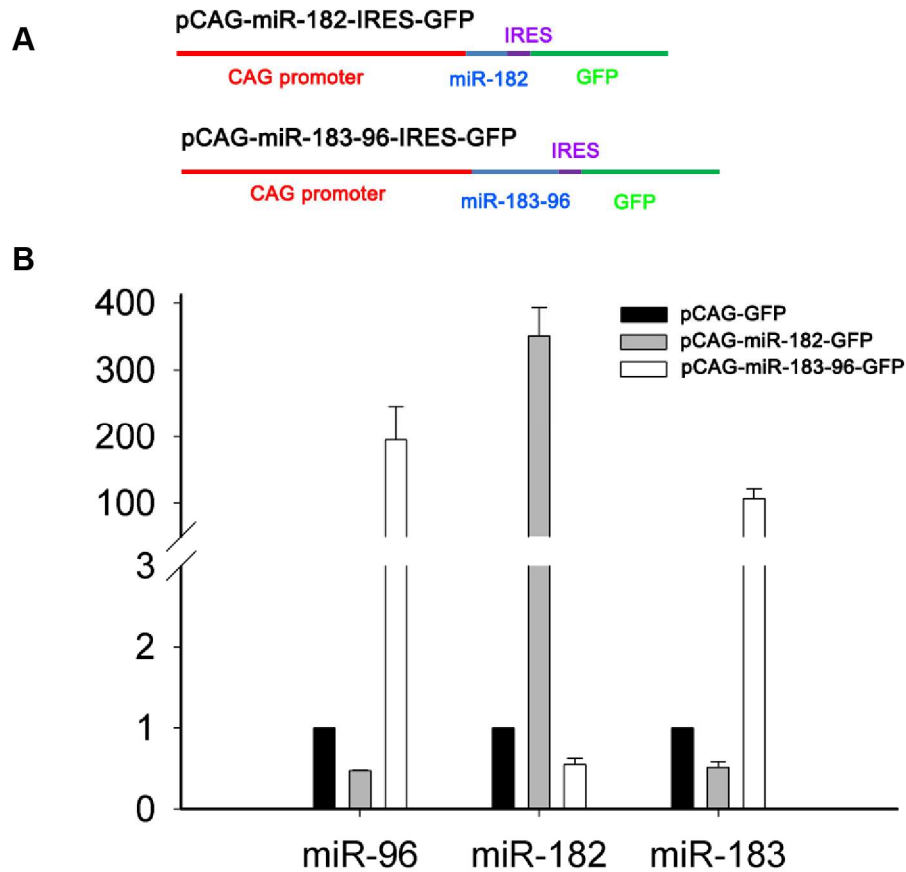 A
pCAG-miR-182-IRES-GFP
IRES
CAG promoter
miR-182
GFP
pCAG-miR-183-96-IRES-GFP
IRES
CAG promoter
miR-183-96
GFP
B
400
300
200
100
3
2
1
0
pCAG-GFP
pCAG-miR-182-GFP
pCAG-miR-183-96-GFP
miR-96
miR-182
miR-183